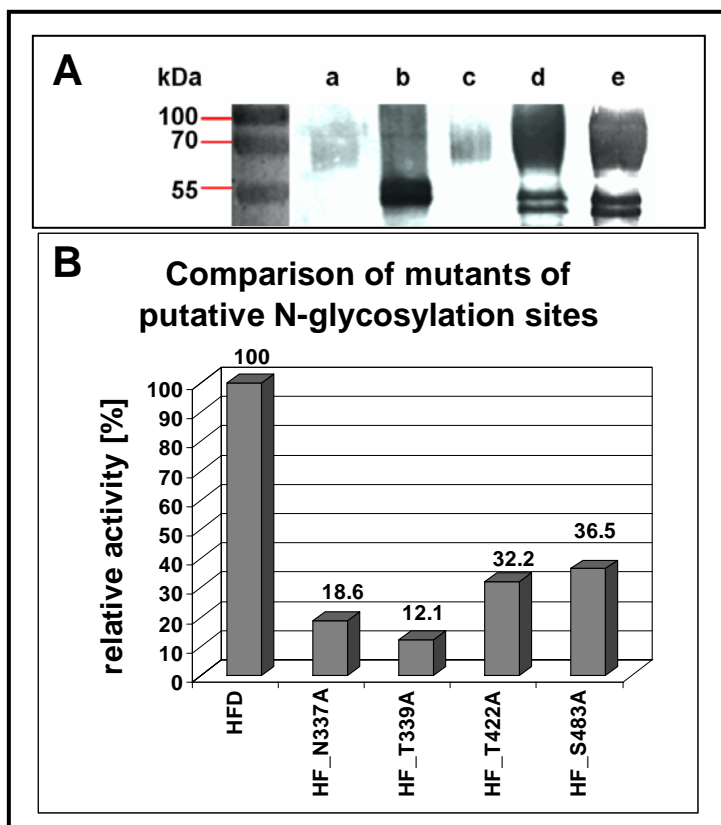 A
kDa a b c d e
100
70
55
B
Comparison of mutants of
putative N-glycosylation sites
relative activity [%]
100
90
80
70
60
50
40
30
20
10
0
100
18.6
12.1
32.2
36.5
HFD
HF_N337A
HF_T339A
HF_T422A
HF_S483A